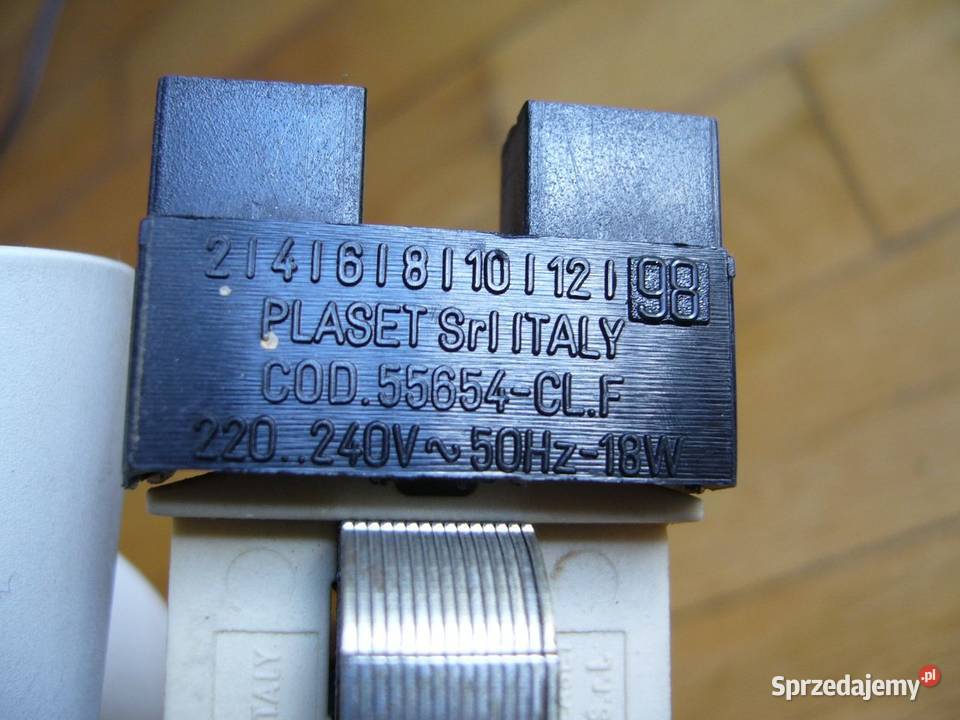 2 | 4 | 6 | 8 | 10 | 12 | 98
PLASET Srl ITALY
COD. 55654-CL.F
220..240V~50Hz-18W
ITALY.
s.r.l.
Sprzedajemy.pl